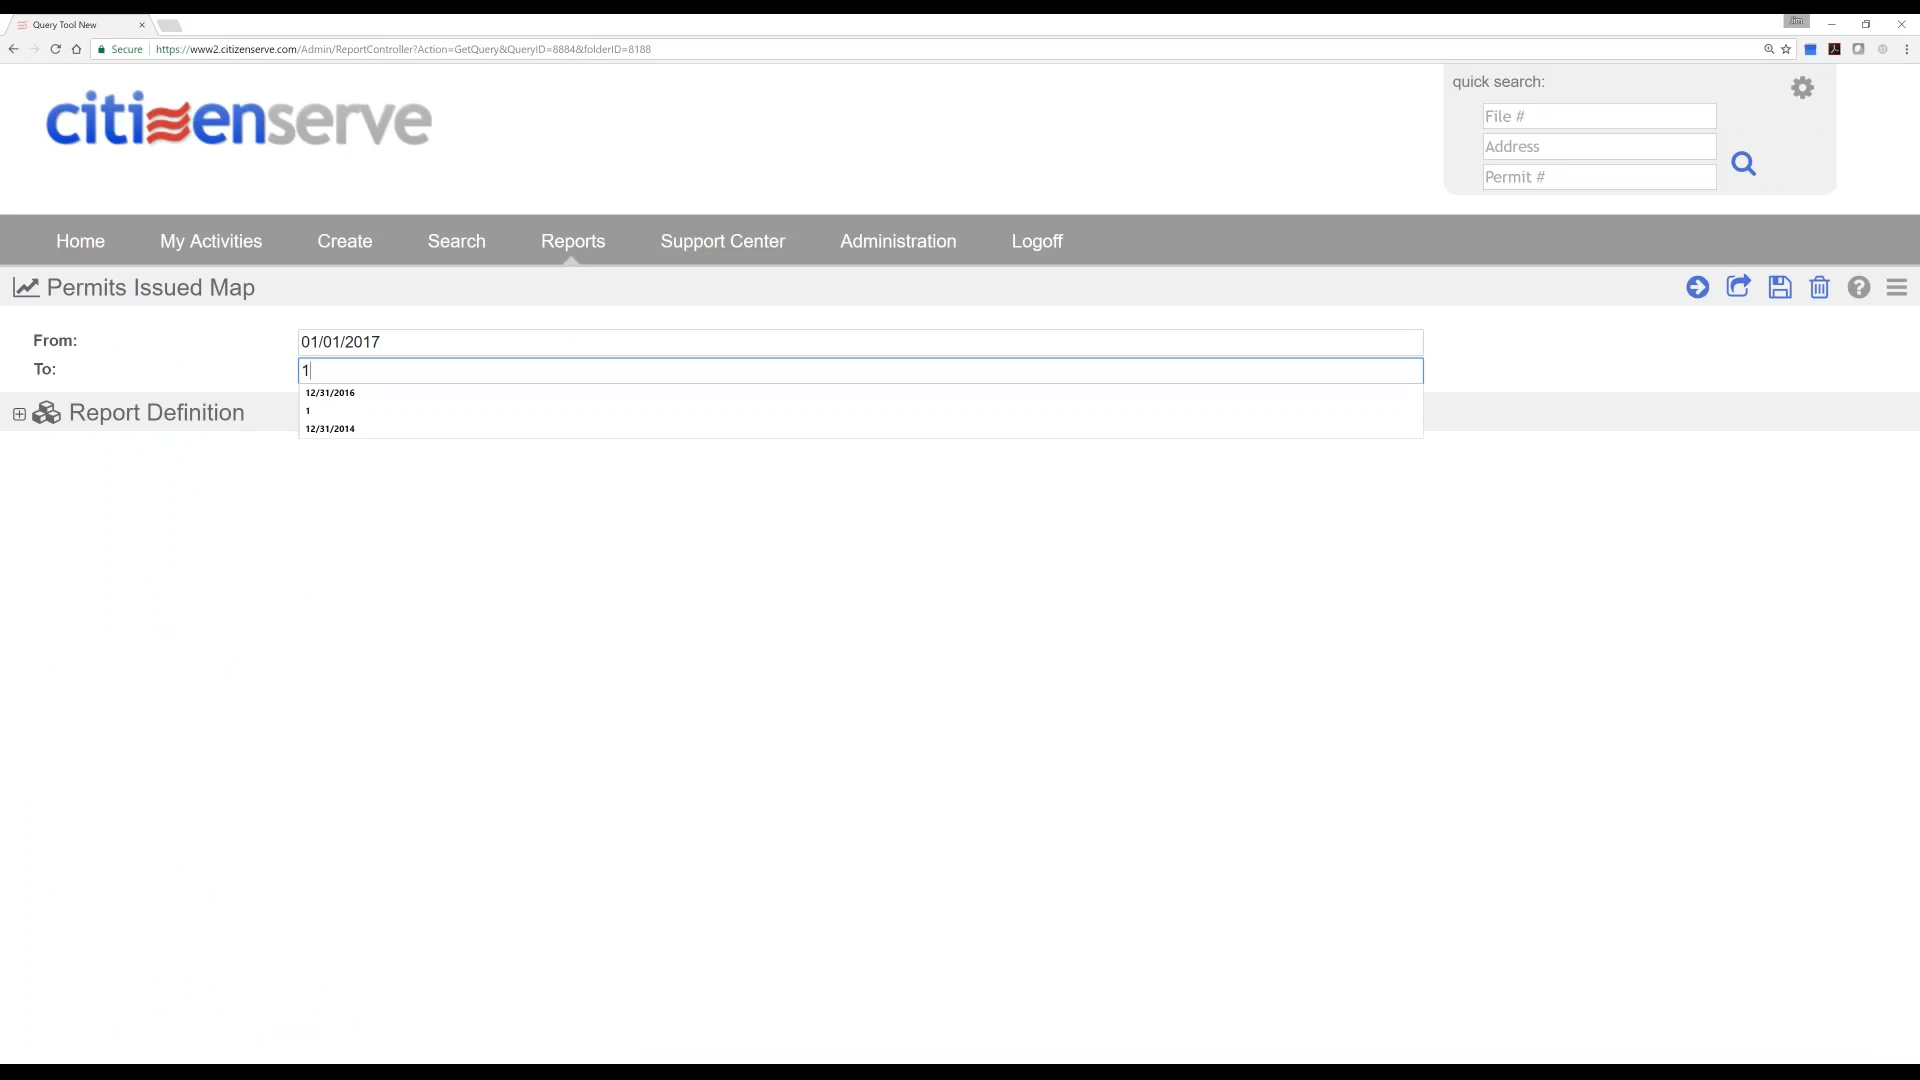 Query Tool New
Jim
Secure
https://www2.citizenserve.com/Admin/ReportController?Action=GetQuery&QueryID=8884&folderID=8188
citizenserve
quick search:
File #
Address
Permit #
Home
My Activities
Create
Search
Reports
Support Center
Administration
Logoff
Permits Issued Map
From:
01/01/2017
To:
1
12/31/2016
1
12/31/2014
Report Definition